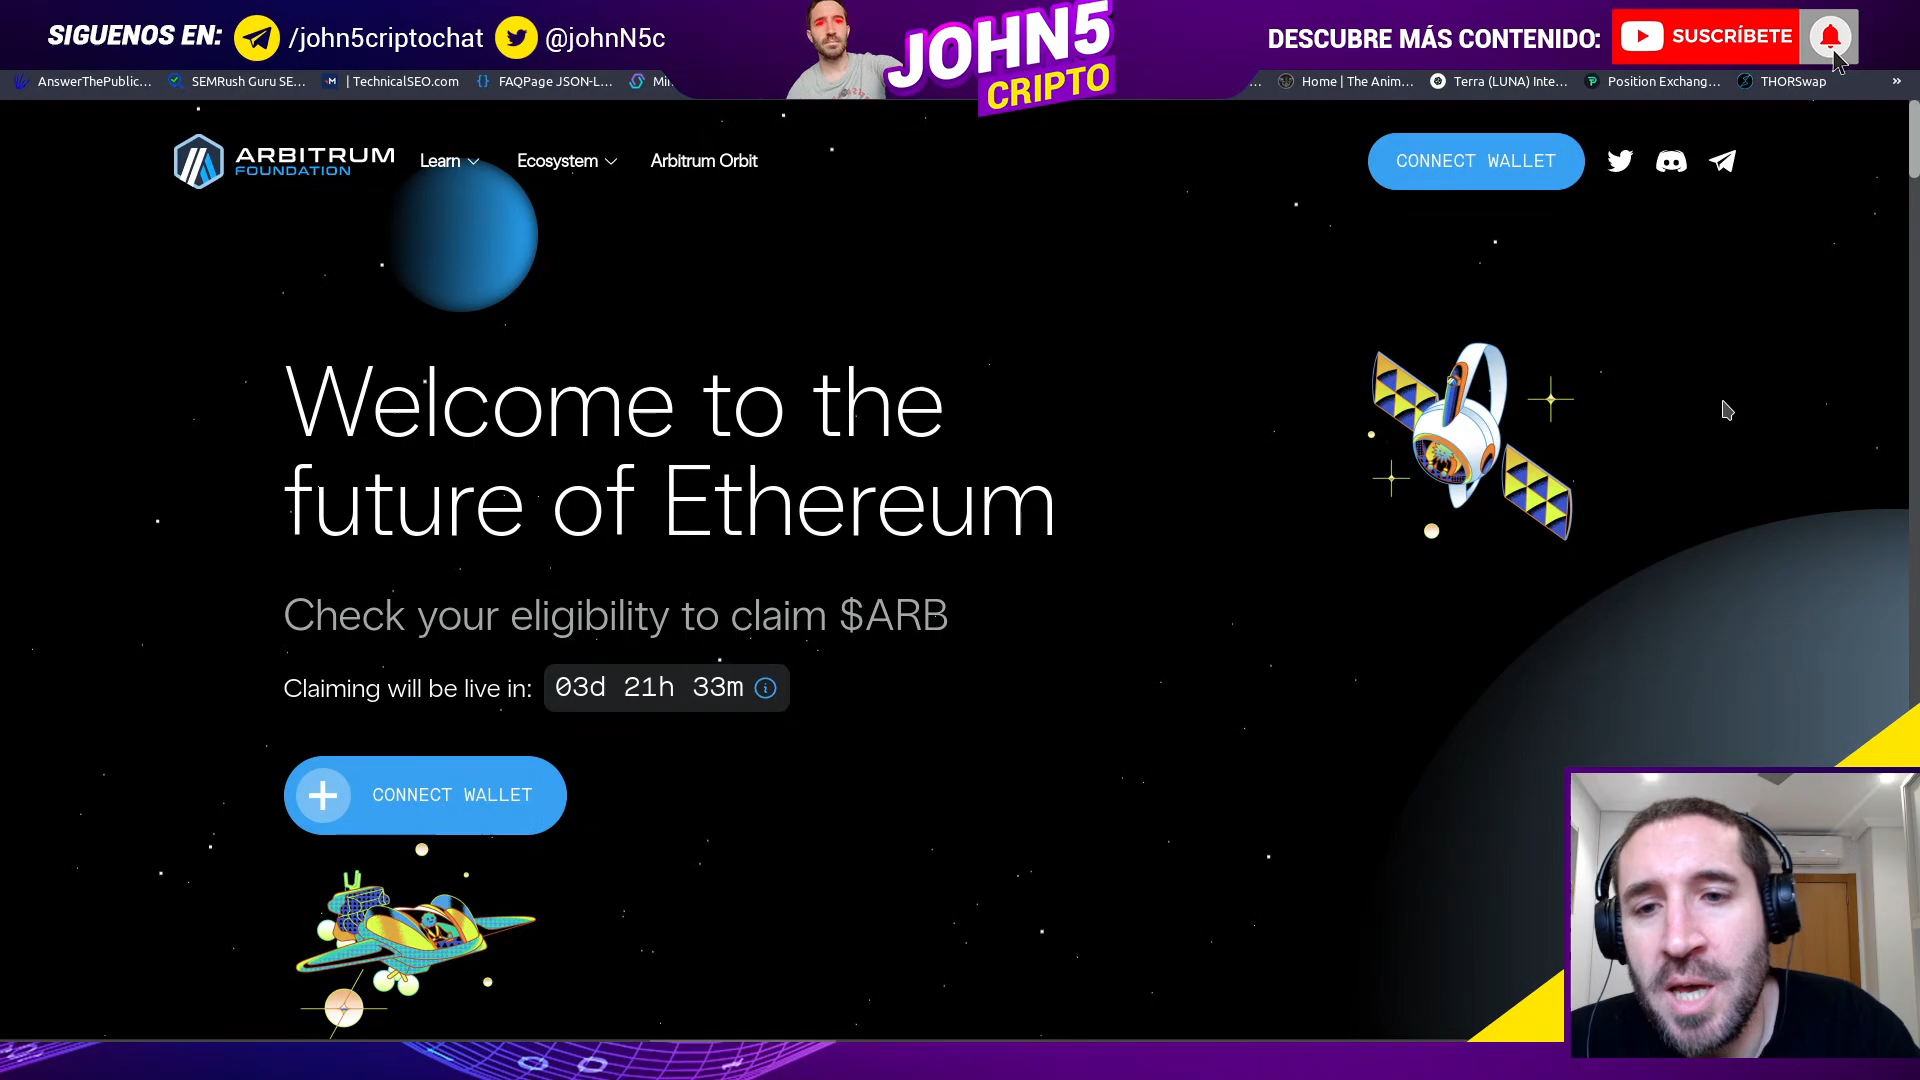 SIGUENOS EN: /john5criptochat @johnN5c
JOHN5
CRIPTO
DESCUBRE MÁS CONTENIDO: SUSCRÍBETE
AnswerThePublic... SEMRush Guru SE... | TechnicalSEO.com FAQPage JSON-L... Home | The Anim... Terra (LUNA) Inte... Position Exchang... THORSwap »
ARBITRUM
FOUNDATION
Learn Ecosystem Arbitrum Orbit CONNECT WALLET
Welcome to the
future of Ethereum
Check your eligibility to claim $ARB
Claiming will be live in: 03d 21h 33m
CONNECT WALLET